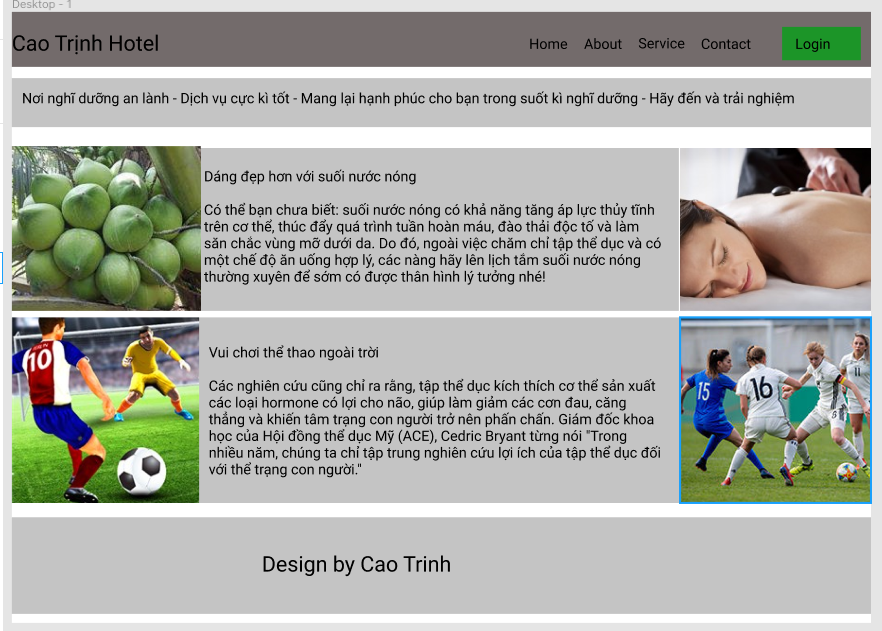 Desktop - 1
Cao Trịnh Hotel
Home About Service Contact Login
Nơi nghĩ dưỡng an lành - Dịch vụ cực kì tốt - Mang lại hạnh phúc cho bạn trong suốt kì nghĩ dưỡng - Hãy đến và trải nghiệm
Dáng đẹp hơn với suối nước nóng
Có thể bạn chưa biết: suối nước nóng có khả năng tăng áp lực thủy tĩnh
trên cơ thể, thúc đẩy quá trình tuần hoàn máu, đào thải độc tố và làm
săn chắc vùng mỡ dưới da. Do đó, ngoài việc chăm chỉ tập thể dục và có
một chế độ ăn uống hợp lý, các nàng hãy lên lịch tắm suối nước nóng
thường xuyên để sớm có được thân hình lý tưởng nhé!
10
Vui chơi thể thao ngoài trời
Các nghiên cứu cũng chỉ ra rằng, tập thể dục kích thích cơ thể sản xuất
các loại hormone có lợi cho não, giúp làm giảm các cơn đau, căng
thẳng và khiến tâm trạng con người trở nên phấn chấn. Giám đốc khoa
học của Hội đồng thể dục Mỹ (ACE), Cedric Bryant từng nói "Trong
nhiều năm, chúng ta chỉ tập trung nghiên cứu lợi ích của tập thể dục đối
với thể trạng con người."
15
16
11
Design by Cao Trinh